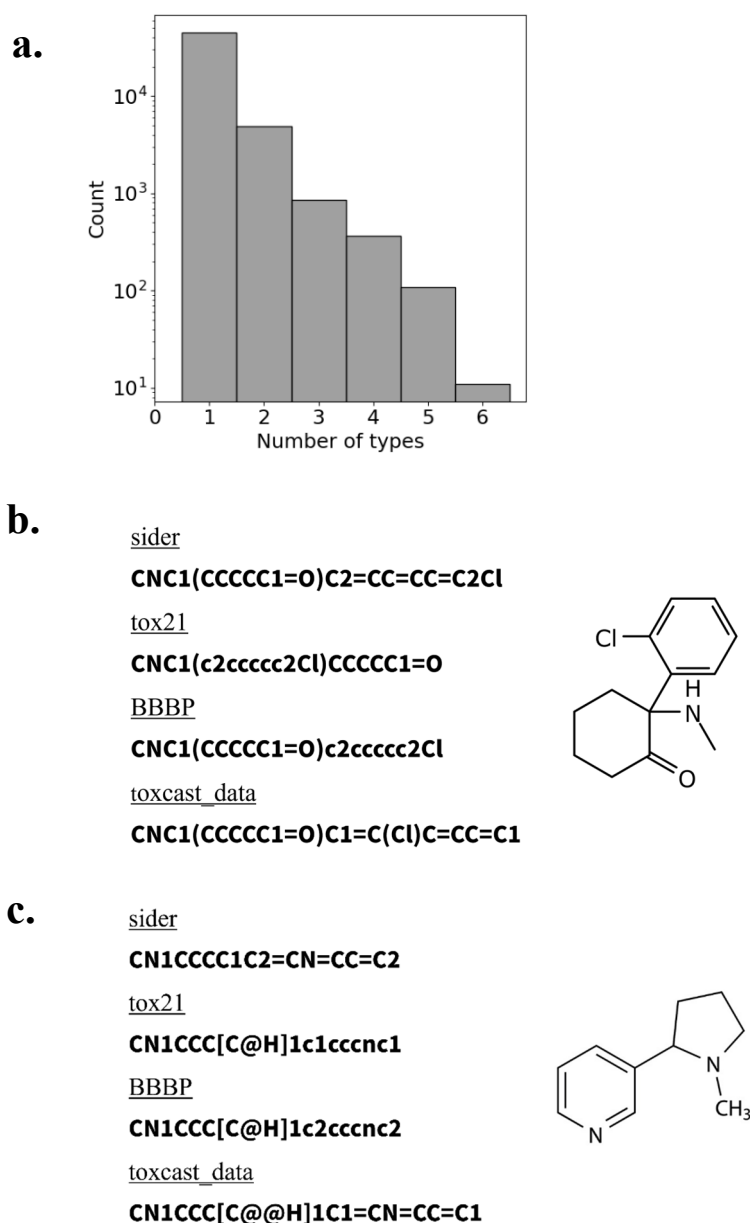 a.
Count
10^4
10^3
10^2
10^1
0 1 2 3 4 5 6
Number of types
b.
sider
CNC1(CCCCC1=O)C2=CC=CC=C2Cl
tox21
CNC1(c2ccccc2Cl)CCCCC1=O
BBBP
CNC1(CCCCC1=O)c2ccccc2Cl
toxcast_data
CNC1(CCCCC1=O)C1=C(Cl)C=CC=C1
Cl
H
N
O
c.
sider
CN1CCCC1C2=CN=CC=C2
tox21
CN1CCC[C@H]1c1cccnc1
BBBP
CN1CCC[C@H]1c2cccnc2
toxcast_data
CN1CCC[C@@H]1C1=CN=CC=C1
N
CH3
N